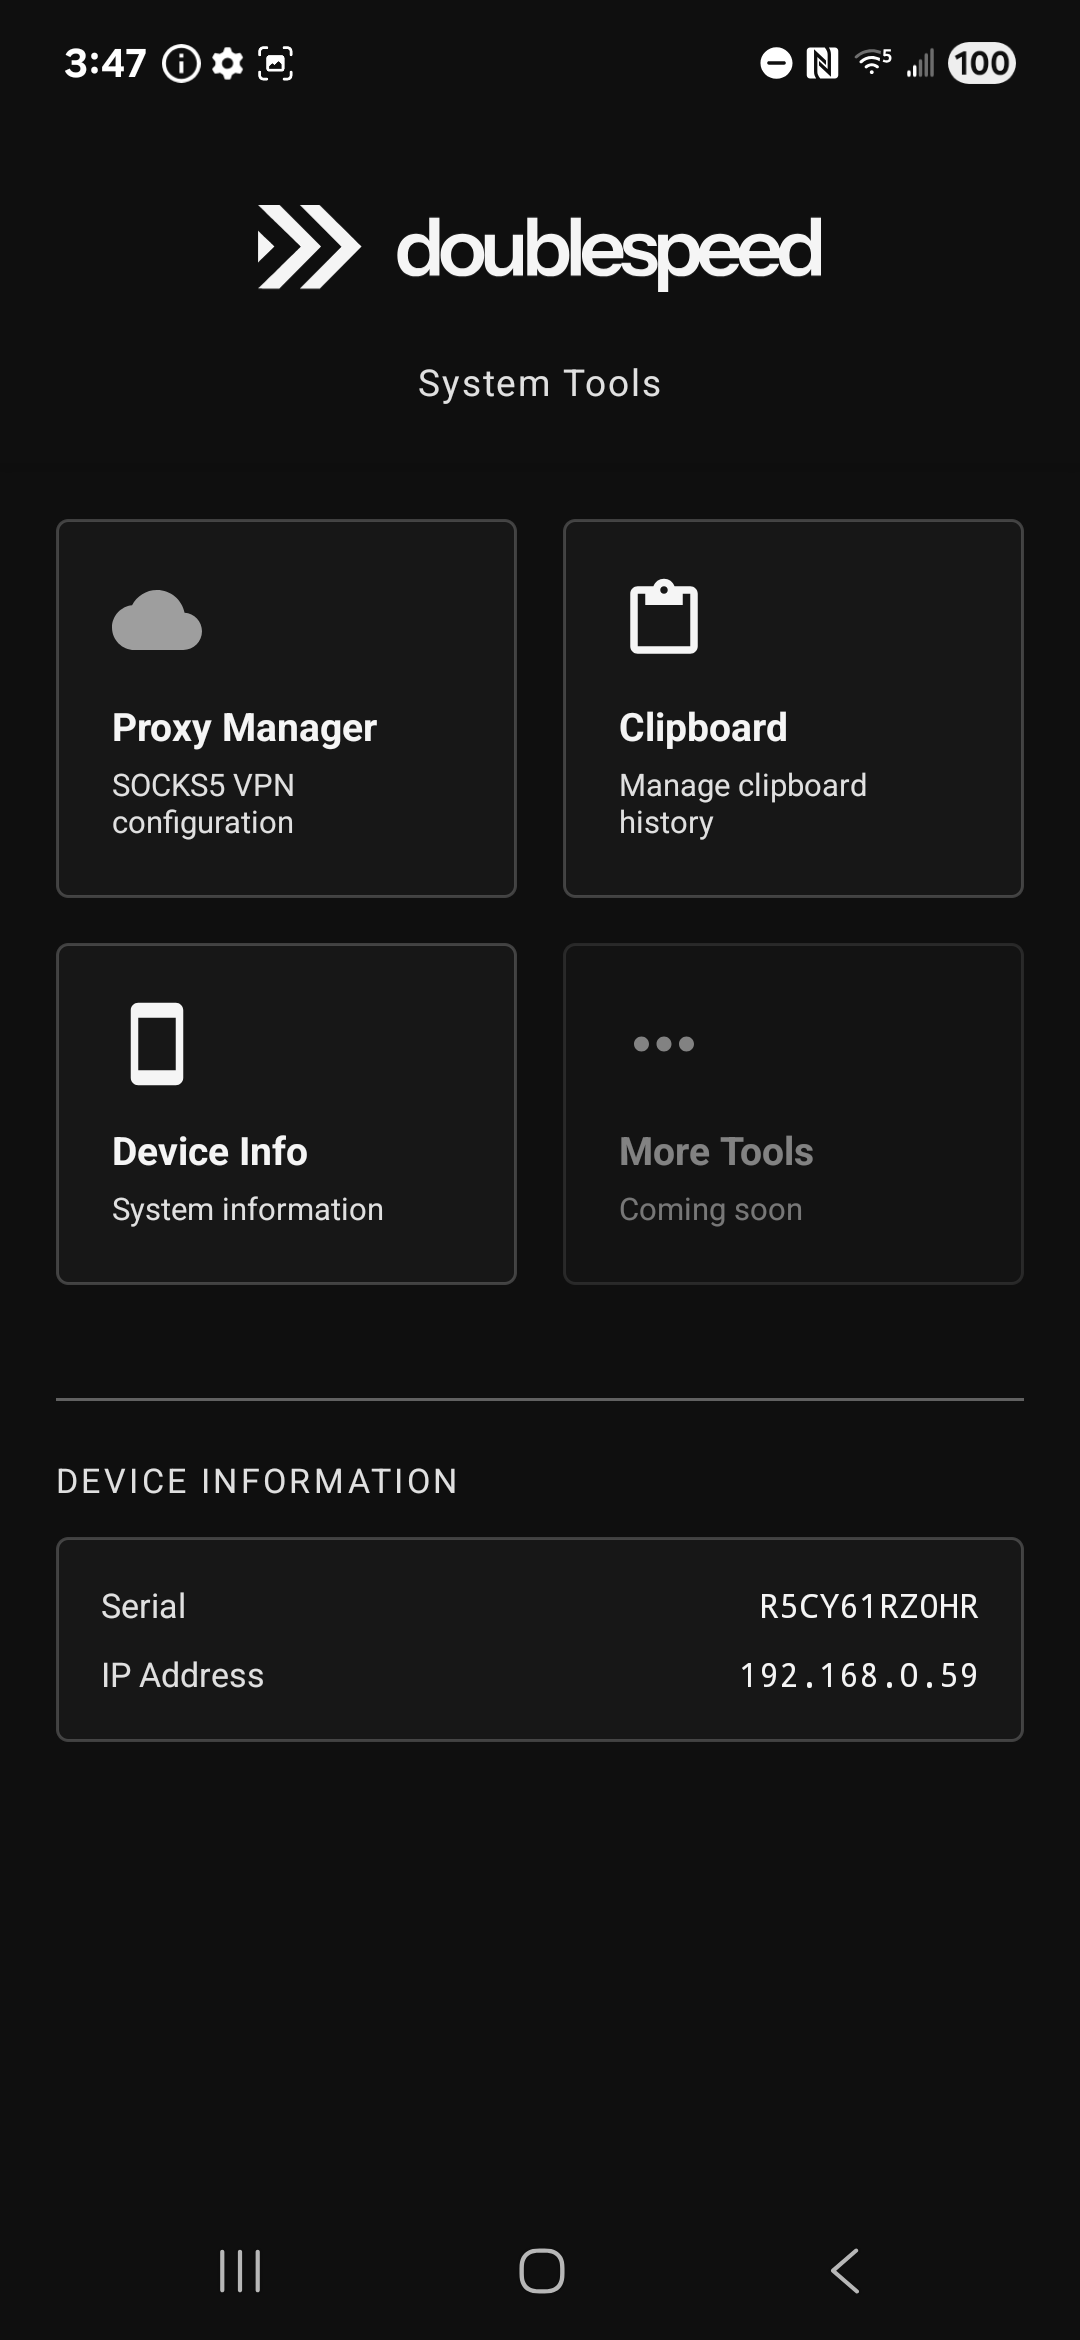 3:47
5
100
doublespeed
System Tools
Proxy Manager
SOCKS5 VPN
configuration
Clipboard
Manage clipboard
history
Device Info
System information
More Tools
Coming soon
DEVICE INFORMATION
Serial R5CY61RZ0HR
IP Address 192.168.0.59